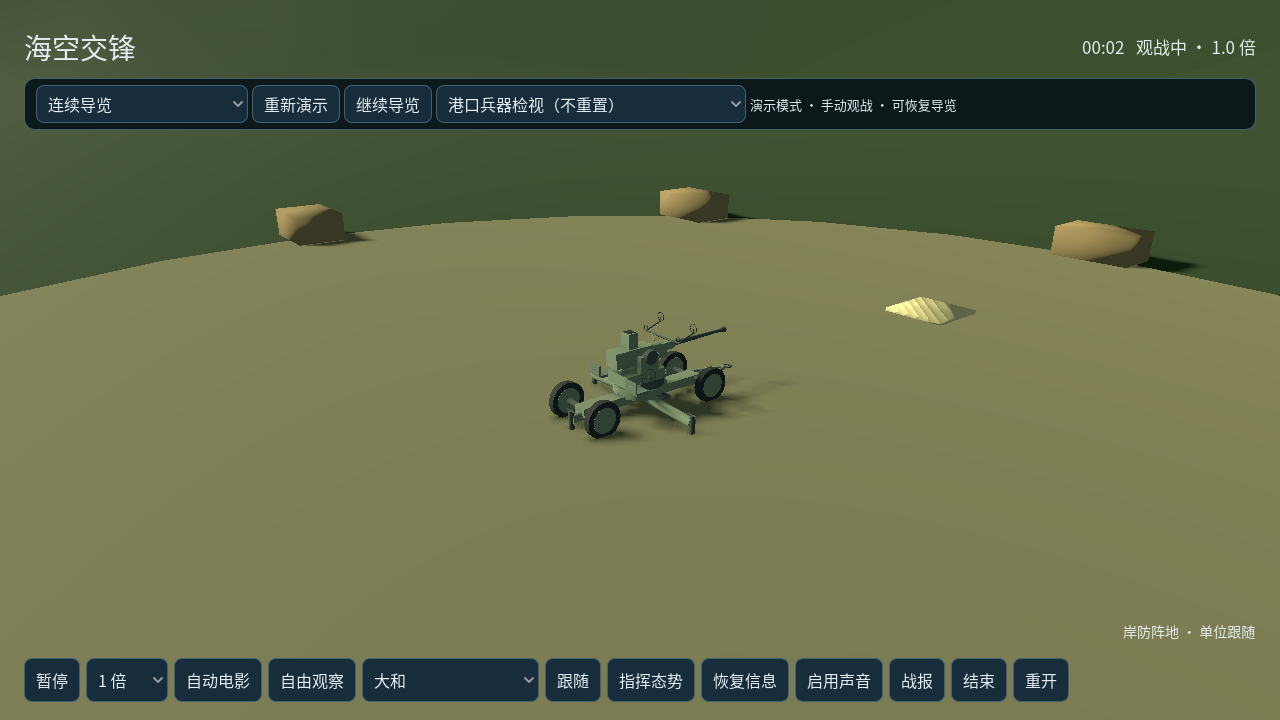 海空交锋
00:02 观战中 · 1.0 倍
连续导览 重新演示 继续导览 港口兵器检视（不重置） 演示模式 · 手动观战 · 可恢复导览
岸防阵地 · 单位跟随
暂停 1 倍 自动电影 自由观察 大和 跟随 指挥态势 恢复信息 启用声音 战报 结束 重开